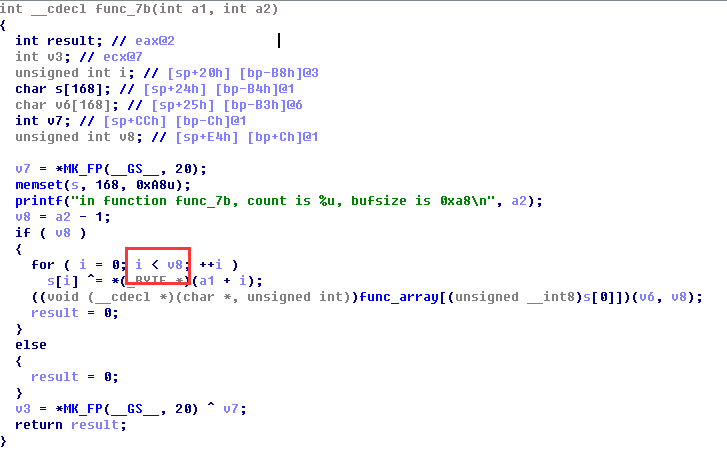 int __cdecl func_7b(int a1, int a2)
{
  int result; // eax@2
  int v3; // ecx@7
  unsigned int i; // [sp+20h] [bp-B8h]@3
  char s[168]; // [sp+24h] [bp-B4h]@1
  char v6[168]; // [sp+25h] [bp-B3h]@6
  int v7; // [sp+CCh] [bp-Ch]@1
  unsigned int v8; // [sp+E4h] [bp+Ch]@1

  v7 = *MK_FP(__GS__, 20);
  memset(s, 168, 0xA8u);
  printf("in function func_7b, count is %u, bufsize is 0xa8\n", a2);
  v8 = a2 - 1;
  if ( v8 )
  {
    for ( i = 0; i < v8; ++i )
      s[i] ^= *(_BYTE *)(a1 + i);
    ((void (__cdecl *)(char *, unsigned int))func_array[(unsigned __int8)s[0]])(v6, v8);
    result = 0;
  }
  else
  {
    result = 0;
  }
  v3 = *MK_FP(__GS__, 20) ^ v7;
  return result;
}